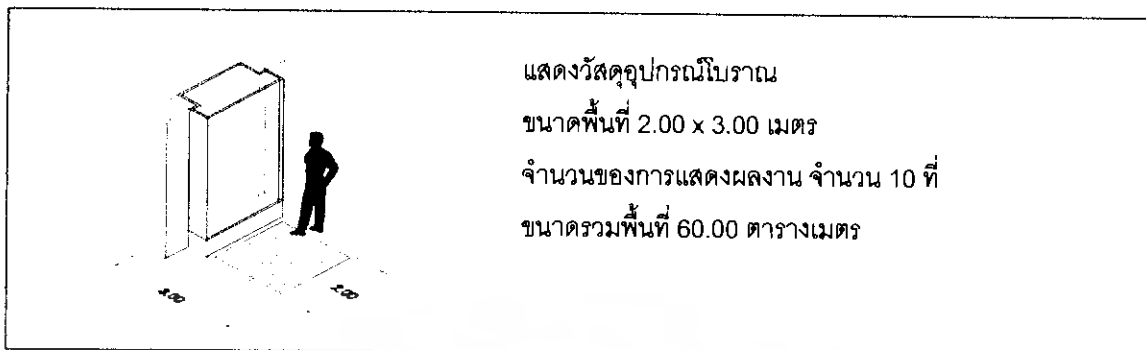 แสดงวัสดุอุปกรณ์โบราณ
ขนาดพื้นที่ 2.00 x 3.00 เมตร
จำนวนของการแสดงผลงาน จำนวน 10 ที่
ขนาดรวมพื้นที่ 60.00 ตารางเมตร
3.00
2.00